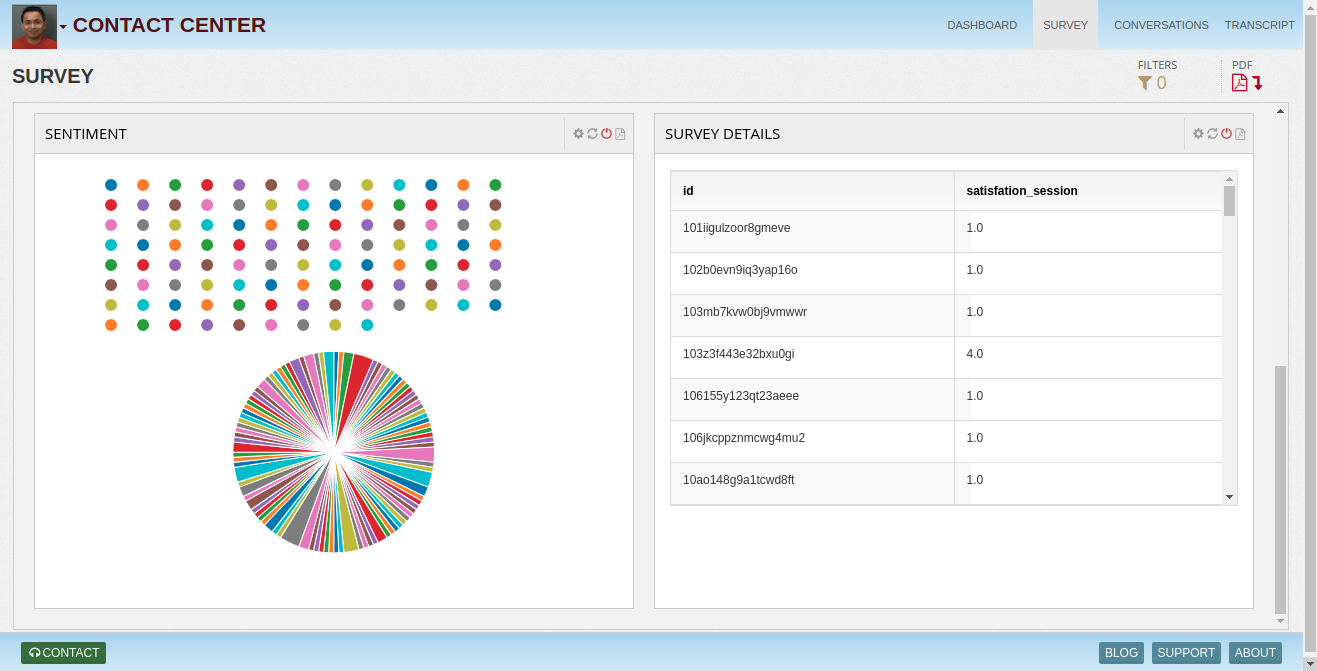 CONTACT CENTER
DASHBOARD SURVEY CONVERSATIONS TRANSCRIPT
SURVEY
FILTERS PDF
0
SENTIMENT
SURVEY DETAILS
id satisfation_session
101iigulzoor8gmeve 1.0
102b0evn9iq3yap16o 1.0
103mb7kvw0bj9vmwwr 1.0
103z3f443e32bxu0gi 4.0
106155y123qt23aeee 1.0
106jkcppznmcwg4mu2 1.0
10ao148g9a1tcwd8ft 1.0
CONTACT BLOG SUPPORT ABOUT